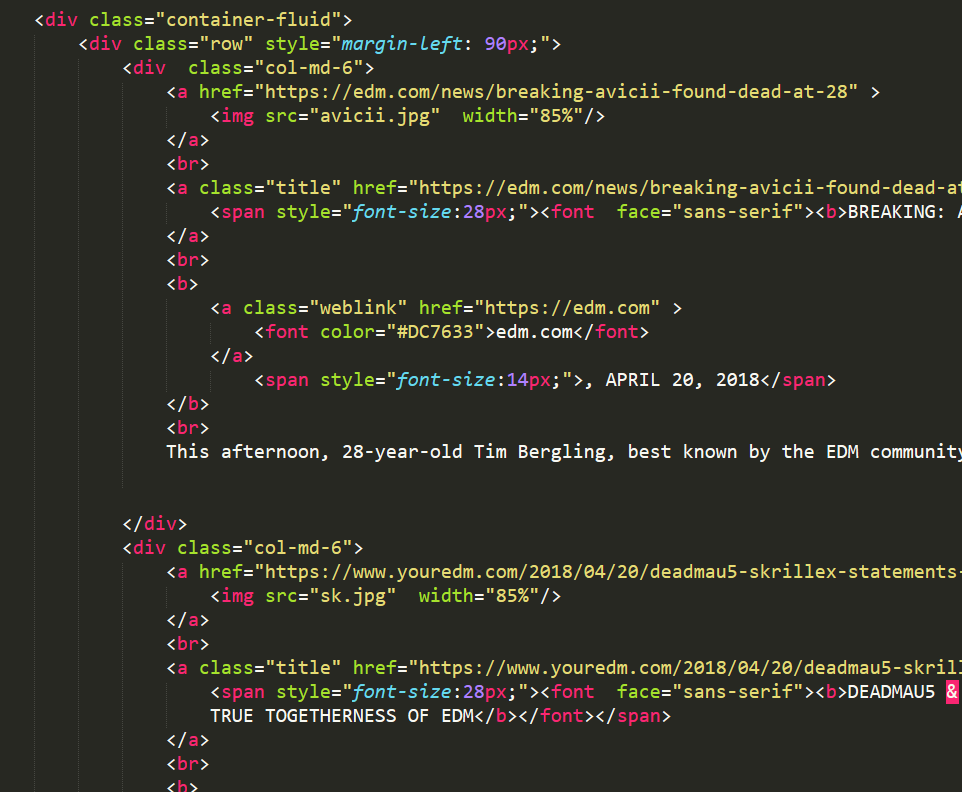 <div class="container-fluid">
<div class="row" style="margin-left: 90px;">
<div  class="col-md-6">
<a href="https://edm.com/news/breaking-avicii-found-dead-at-28" >
<img src="avicii.jpg"  width="85%"/>
</a>
<br>
<a class="title" href="https://edm.com/news/breaking-avicii-found-dead-at
<span style="font-size:28px;"><font  face="sans-serif"><b>BREAKING: A
</a>
<br>
<b>
<a class="weblink" href="https://edm.com" >
<font color="#DC7633">edm.com</font>
</a>
<span style="font-size:14px;">, APRIL 20, 2018</span>
</b>
<br>
This afternoon, 28-year-old Tim Bergling, best known by the EDM community
</div>
<div class="col-md-6">
<a href="https://www.youredm.com/2018/04/20/deadmau5-skrillex-statements-
<img src="sk.jpg"  width="85%"/>
</a>
<br>
<a class="title" href="https://www.youredm.com/2018/04/20/deadmau5-skrill
<span style="font-size:28px;"><font  face="sans-serif"><b>DEADMAU5 &
TRUE TOGETHERNESS OF EDM</b></font></span>
</a>
<br>
<b>